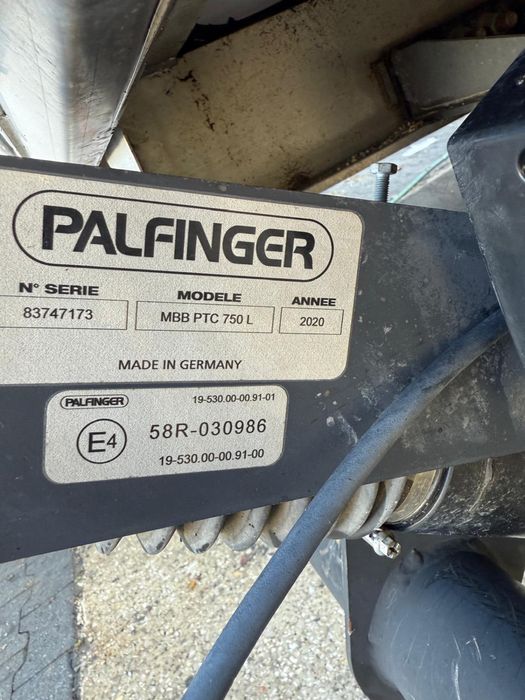 PALFINGER
N° SERIE MODELE ANNEE
83747173 MBB PTC 750 L 2020
MADE IN GERMANY
PALFINGER 19-530.00-00.91-01
E4 58R-030986
19-530.00-00.91-00